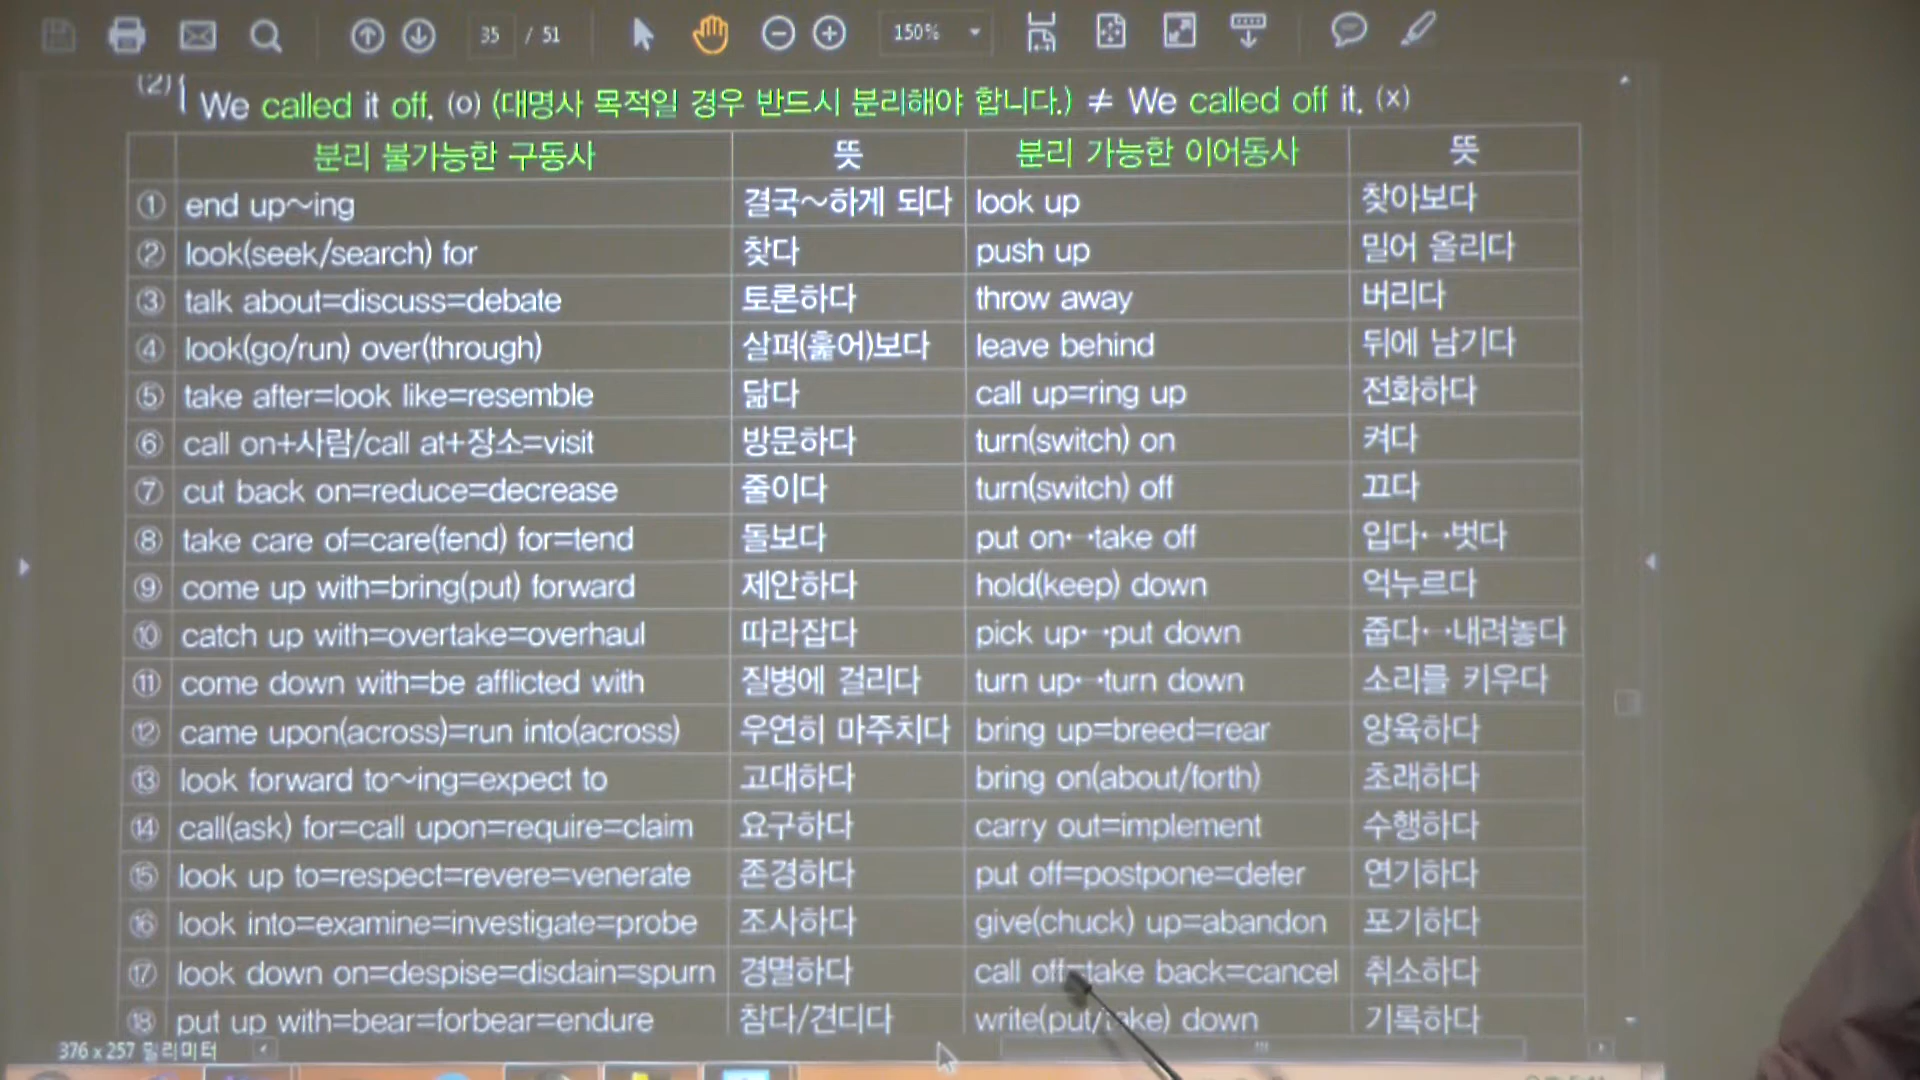 35 / 51 150%
(2) We called it off. (o) (대명사 목적일 경우 반드시 분리해야 합니다.) ≠ We called off it. (x)
분리 불가능한 구동사 뜻 분리 가능한 이어동사 뜻
① end up~ing 결국~하게 되다 look up 찾아보다
② look(seek/search) for 찾다 push up 밀어 올리다
③ talk about=discuss=debate 토론하다 throw away 버리다
④ look(go/run) over(through) 살펴(훑어)보다 leave behind 뒤에 남기다
⑤ take after=look like=resemble 닮다 call up=ring up 전화하다
⑥ call on+사람/call at+장소=visit 방문하다 turn(switch) on 켜다
⑦ cut back on=reduce=decrease 줄이다 turn(switch) off 끄다
⑧ take care of=care(fend) for=tend 돌보다 put on↔take off 입다↔벗다
⑨ come up with=bring(put) forward 제안하다 hold(keep) down 억누르다
⑩ catch up with=overtake=overhaul 따라잡다 pick up↔put down 줍다↔내려놓다
⑪ come down with=be afflicted with 질병에 걸리다 turn up↔turn down 소리를 키우다
⑫ came upon(across)=run into(across) 우연히 마주치다 bring up=breed=rear 양육하다
⑬ look forward to~ing=expect to 고대하다 bring on(about/forth) 초래하다
⑭ call(ask) for=call upon=require=claim 요구하다 carry out=implement 수행하다
⑮ look up to=respect=revere=venerate 존경하다 put off=postpone=defer 연기하다
⑯ look into=examine=investigate=probe 조사하다 give(chuck) up=abandon 포기하다
⑰ look down on=despise=disdain=spurn 경멸하다 call off=take back=cancel 취소하다
⑱ put up with=bear=forbear=endure 참다/견디다 write(put/take) down 기록하다
376 x 257 밀리미터